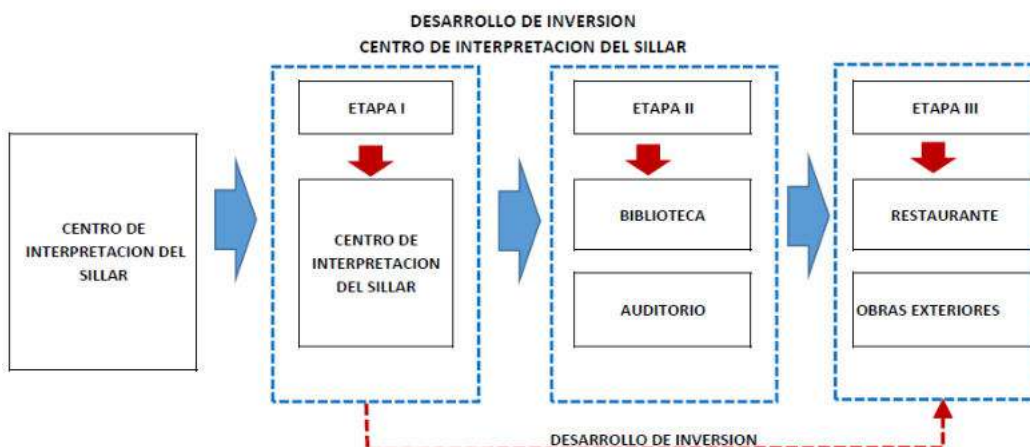 DESARROLLO DE INVERSION
CENTRO DE INTERPRETACION DEL SILLAR
CENTRO DE
INTERPRETACION DEL
SILLAR
ETAPA I
CENTRO DE
INTERPRETACION
DEL SILLAR
ETAPA II
BIBLIOTECA
AUDITORIO
ETAPA III
RESTAURANTE
OBRAS EXTERIORES
DESARROLLO DE INVERSION